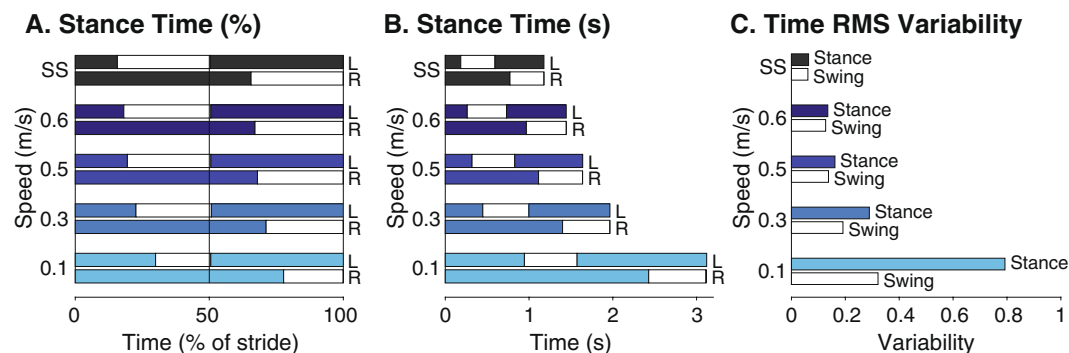 A. Stance Time (%)
B. Stance Time (s)
C. Time RMS Variability
Speed (m/s)
SS
0.6
0.5
0.3
0.1
L
R
L
R
L
R
L
R
L
R
0
50
100
Time (% of stride)
Speed (m/s)
SS
0.6
0.5
0.3
0.1
L
R
L
R
L
R
L
R
L
R
0
1
2
3
Time (s)
Speed (m/s)
SS
0.6
0.5
0.3
0.1
Stance
Swing
Stance
Swing
Stance
Swing
Stance
Swing
Stance
Swing
0
0.2
0.4
0.6
0.8
1
Variability